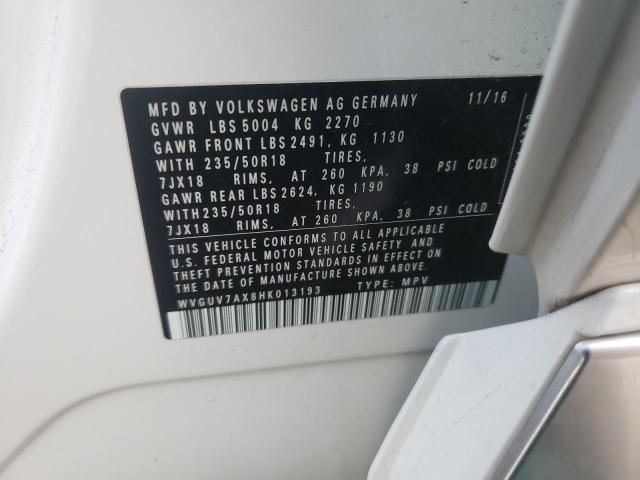 MFD BY VOLKSWAGEN AG GERMANY 11/16
GVWR LBS 5004 KG 2270
GAWR FRONT LBS 2491, KG 1130
WITH 235/50R18 TIRES,
7JX18 RIMS, AT 260 KPA, 38 PSI COLD
GAWR REAR LBS 2624, KG 1190
WITH 235/50R18 TIRES,
7JX18 RIMS, AT 260 KPA, 38 PSI COLD
THIS VEHICLE CONFORMS TO ALL APPLICABLE
U.S. FEDERAL MOTOR VEHICLE SAFETY AND
THEFT PREVENTION STANDARDS IN EFFECT ON
THE DATE OF MANUFACTURE SHOWN ABOVE.
WVGUV7AX8HK013193 TYPE: MPV